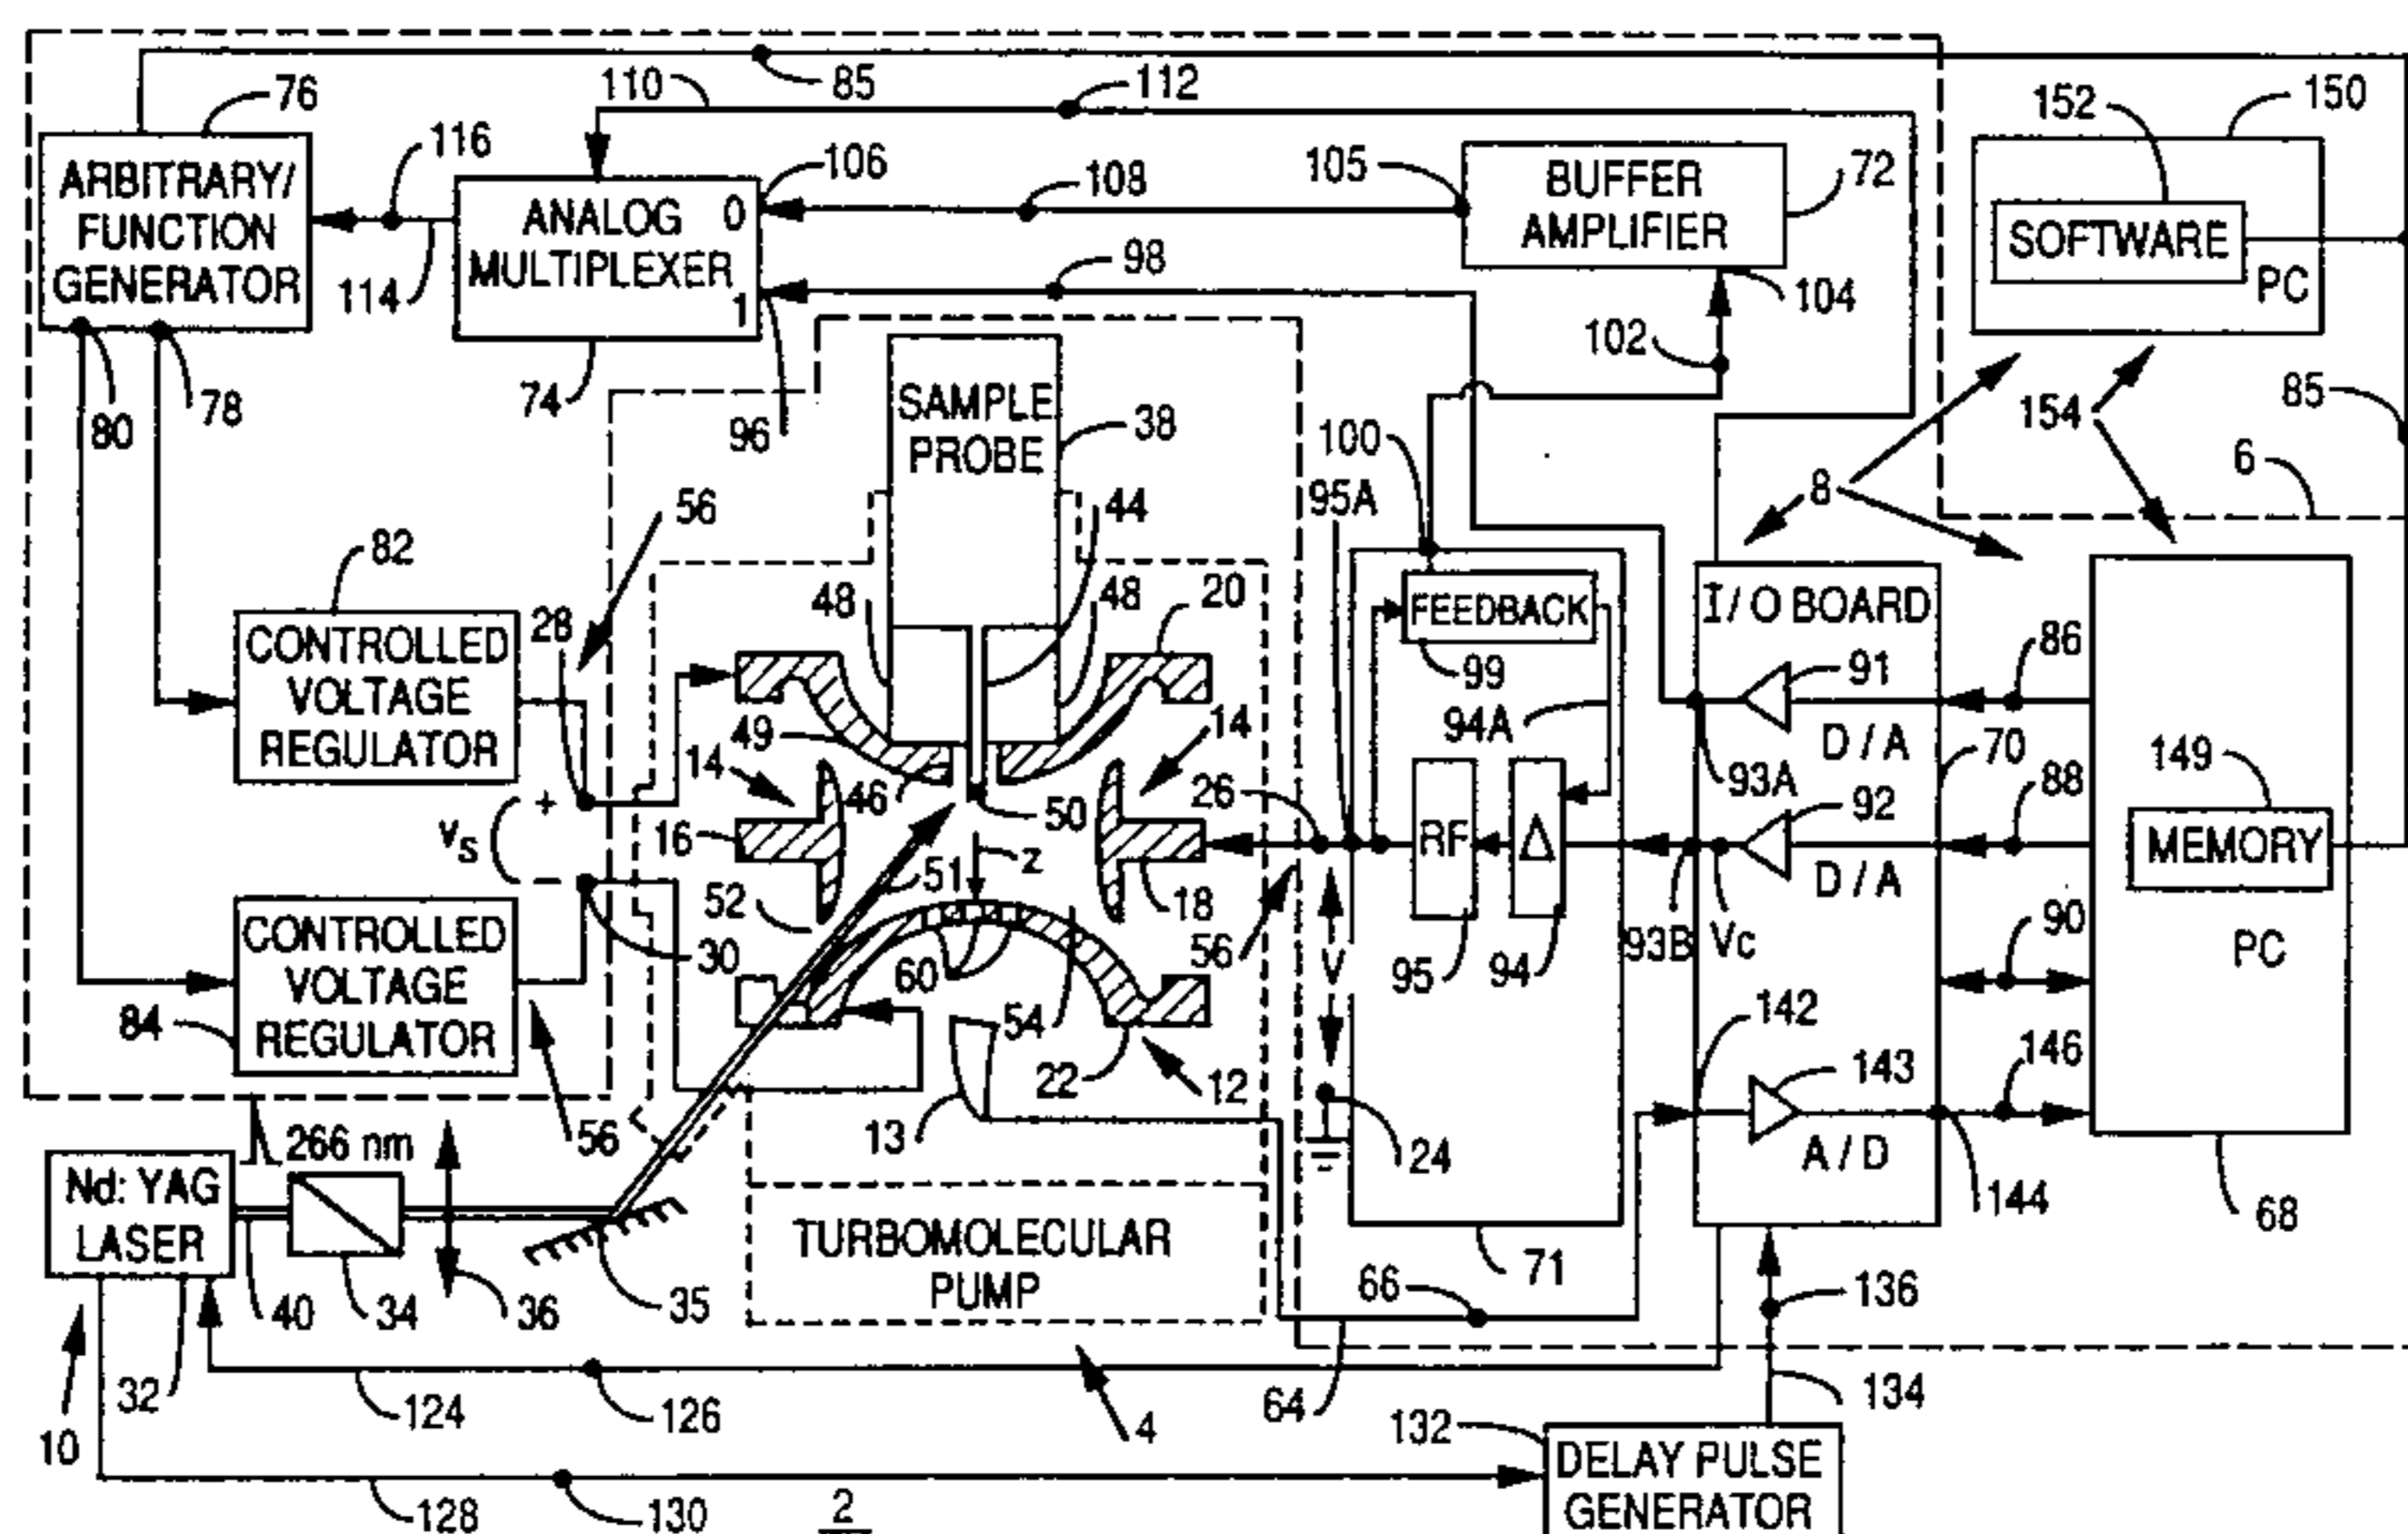 85
110
112
76
152
150
116
106
105
108
72
ARBITRARY/
FUNCTION
GENERATOR
ANALOG
MULTIPLEXER
0
1
BUFFER
AMPLIFIER
SOFTWARE
PC
114
98
104
102
80
78
74
96
SAMPLE
PROBE
38
100
154
85
6
8
56
95A
44
82
28
48
48
20
FEEDBACK
I/O BOARD
86
CONTROLLED
VOLTAGE
REGULATOR
99
91
49
14
14
94A
D/A
70
149
93A
+
46
50
26
88
92
vS
16
RF
Δ
MEMORY
z
D/A
–
51
52
18
56
V
93B
Vc
90
PC
CONTROLLED
VOLTAGE
REGULATOR
30
60
95
94
84
54
142
22
12
146
143
56
13
24
A/D
266 nm
144
68
Nd: YAG
LASER
TURBOMOLECULAR
PUMP
71
66
136
40
34
36
35
32
10
124
126
4
64
132
134
DELAY PULSE
GENERATOR
128
130
2